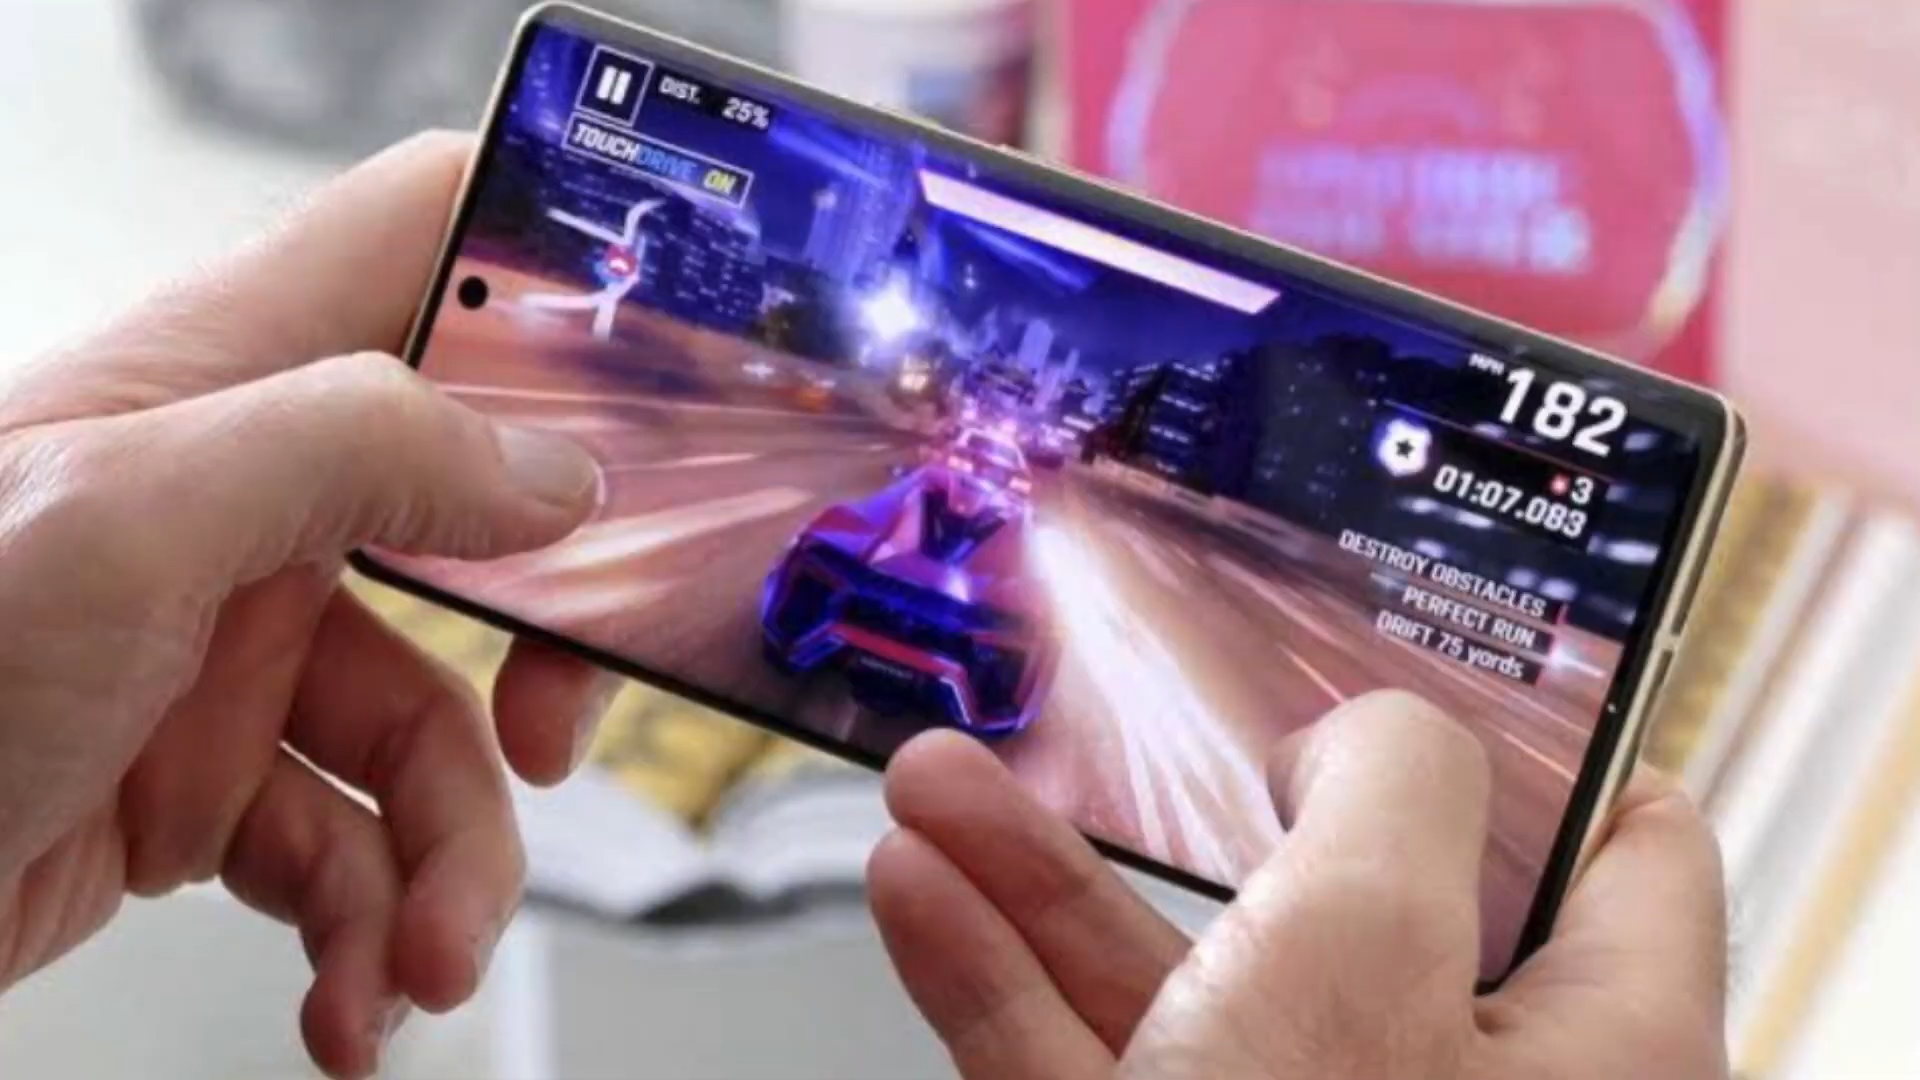 DIST. 25%
TOUCHDRIVE ON
MPH 182
3
01:07.083
DESTROY OBSTACLES
PERFECT RUN
DRIFT 75 yards